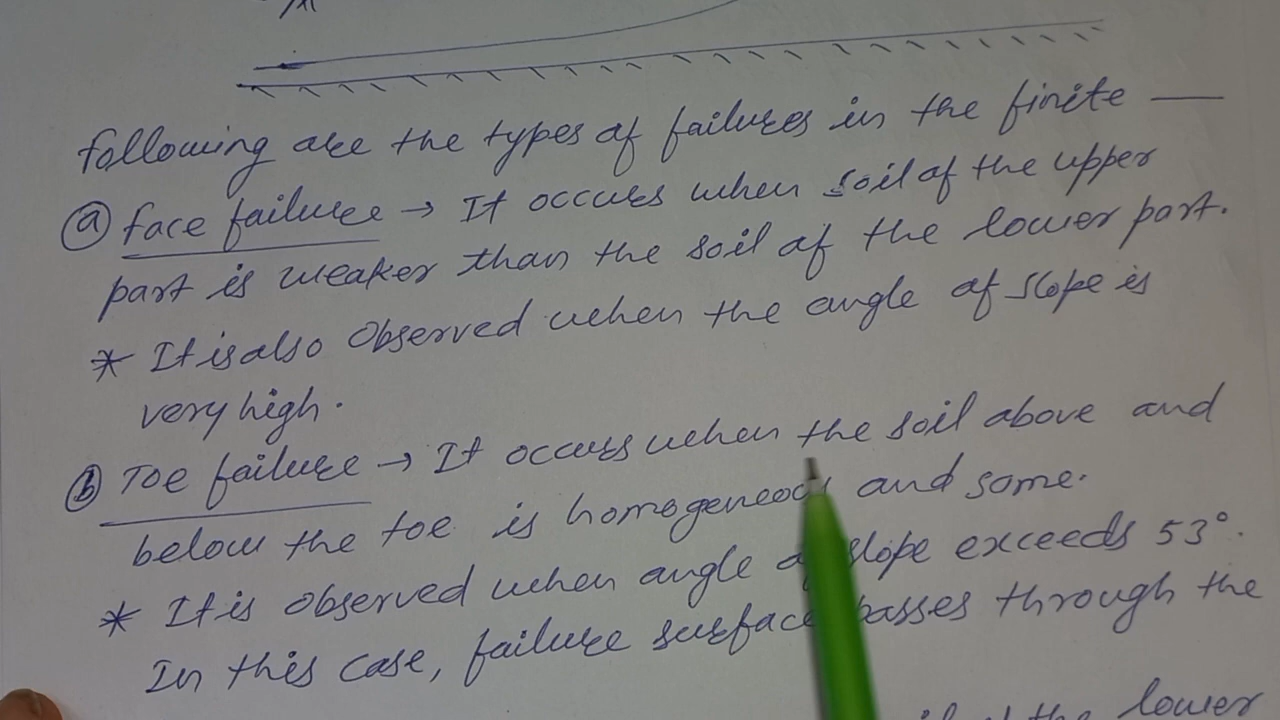 following are the types of failures in the finite —
ⓐ face failure → It occurs when soil of the upper
part is weaker than the soil of the lower part.
* It is also observed when the angle of slope is
very high.
ⓑ Toe failure → It occurs when the soil above and
below the toe is homogeneous and some.
* It is observed when angle of slope exceeds 53°.
In this case, failure surface passes through the
the lower